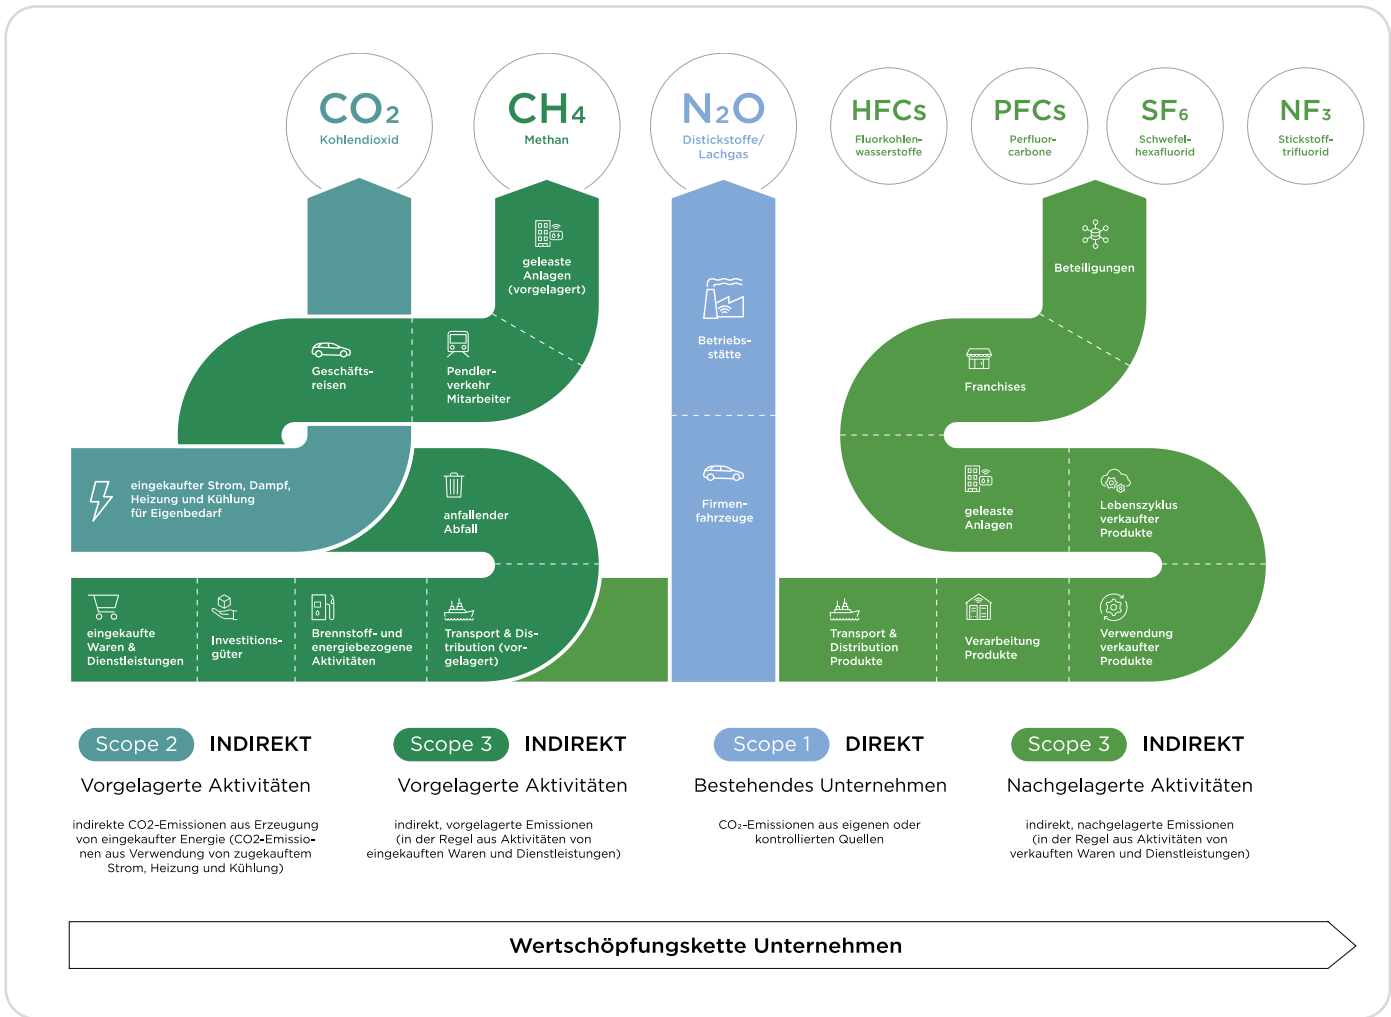 CO₂
Kohlendioxid
CH₄
Methan
N₂O
Distickstoffe/
Lachgas
HFCs
Fluorkohlen-
wasserstoffe
PFCs
Perfluor-
carbone
SF₆
Schwefel-
hexafluorid
NF₃
Stickstoff-
trifluorid
geleaste
Anlagen
(vorgelagert)
Geschäfts-
reisen
Pendler-
verkehr
Mitarbeiter
eingekaufter Strom, Dampf,
Heizung und Kühlung
für Eigenbedarf
anfallender
Abfall
eingekaufte
Waren &
Dienstleistungen
Investitions-
güter
Brennstoff- und
energiebezogene
Aktivitäten
Transport & Dis-
tribution (vor-
gelagert)
Betriebs-
stätte
Firmen-
fahrzeuge
Beteiligungen
Franchises
geleaste
Anlagen
Lebenszyklus
verkaufter
Produkte
Transport &
Distribution
Produkte
Verarbeitung
Produkte
Verwendung
verkaufter
Produkte
Scope 2 INDIREKT
Vorgelagerte Aktivitäten
indirekte CO2-Emissionen aus Erzeugung
von eingekaufter Energie (CO2-Emissio-
nen aus Verwendung von zugekauftem
Strom, Heizung und Kühlung)
Scope 3 INDIREKT
Vorgelagerte Aktivitäten
indirekt, vorgelagerte Emissionen
(in der Regel aus Aktivitäten von
eingekauften Waren und Dienstleistungen)
Scope 1 DIREKT
Bestehendes Unternehmen
CO₂-Emissionen aus eigenen oder
kontrollierten Quellen
Scope 3 INDIREKT
Nachgelagerte Aktivitäten
indirekt, nachgelagerte Emissionen
(in der Regel aus Aktivitäten von
verkauften Waren und Dienstleistungen)
Wertschöpfungskette Unternehmen